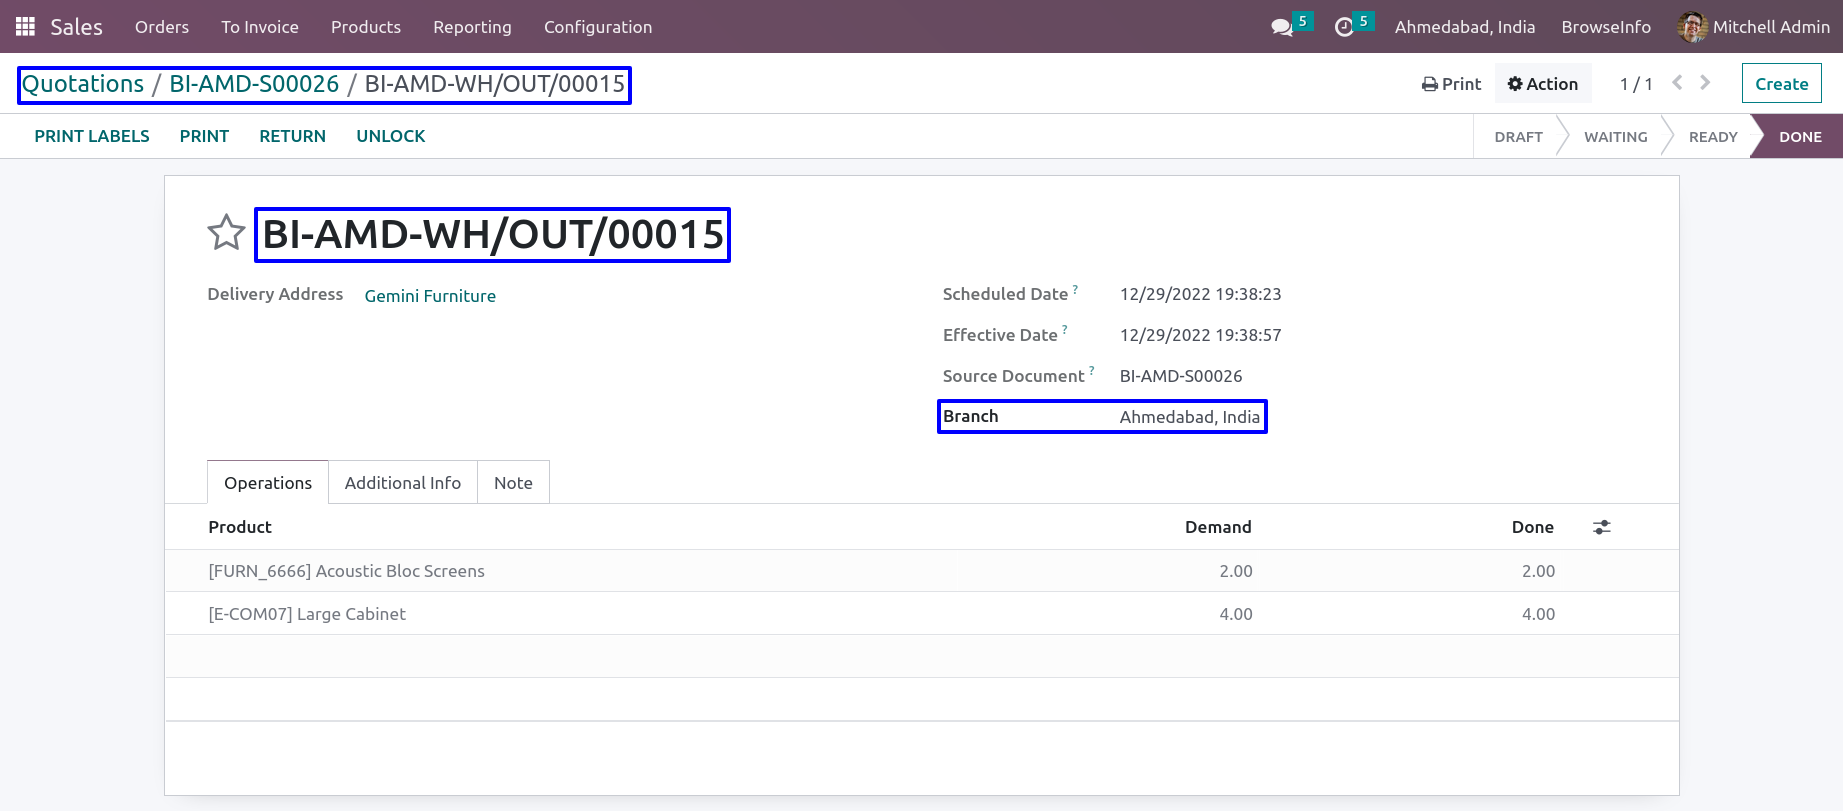 Sales Orders To Invoice Products Reporting Configuration 5 5 Ahmedabad, India BrowseInfo Mitchell Admin
Quotations / BI-AMD-S00026 / BI-AMD-WH/OUT/00015 Print Action 1 / 1 Create
PRINT LABELS PRINT RETURN UNLOCK DRAFT WAITING READY DONE
BI-AMD-WH/OUT/00015
Delivery Address Gemini Furniture Scheduled Date ? 12/29/2022 19:38:23
Effective Date ? 12/29/2022 19:38:57
Source Document ? BI-AMD-S00026
Branch Ahmedabad, India
Operations Additional Info Note
Product Demand Done
[FURN_6666] Acoustic Bloc Screens 2.00 2.00
[E-COM07] Large Cabinet 4.00 4.00